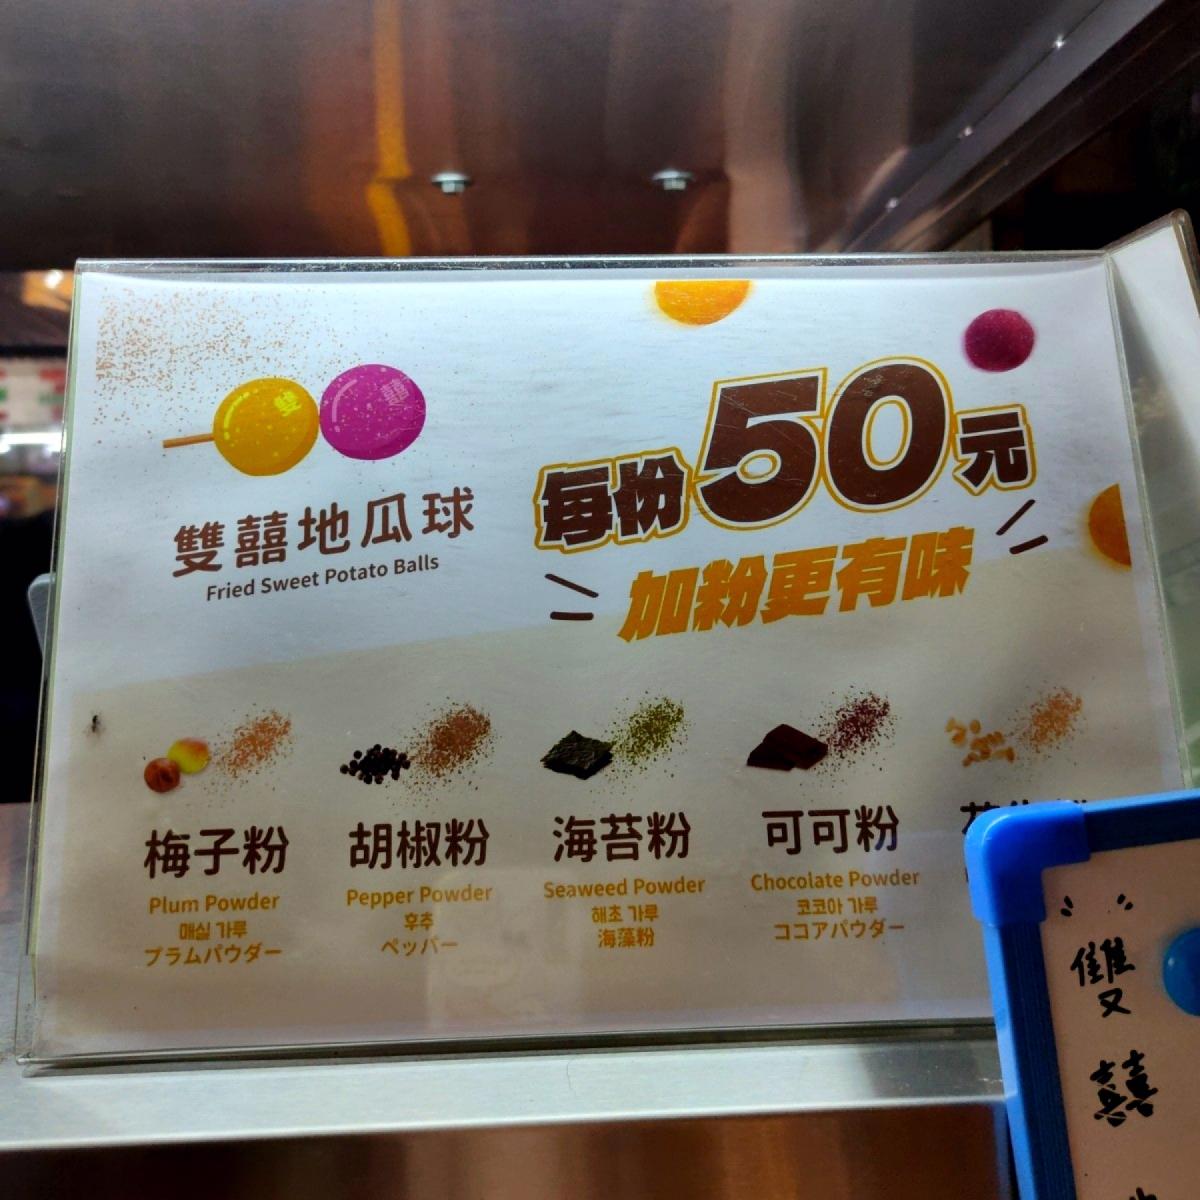 雙囍地瓜球
Fried Sweet Potato Balls
每份50元
加粉更有味
梅子粉
Plum Powder
매실 가루
プラムパウダー
胡椒粉
Pepper Powder
후추
ペッパー
海苔粉
Seaweed Powder
해초 가루
海藻粉
可可粉
Chocolate Powder
코코아 가루
ココアパウダー
雙
囍